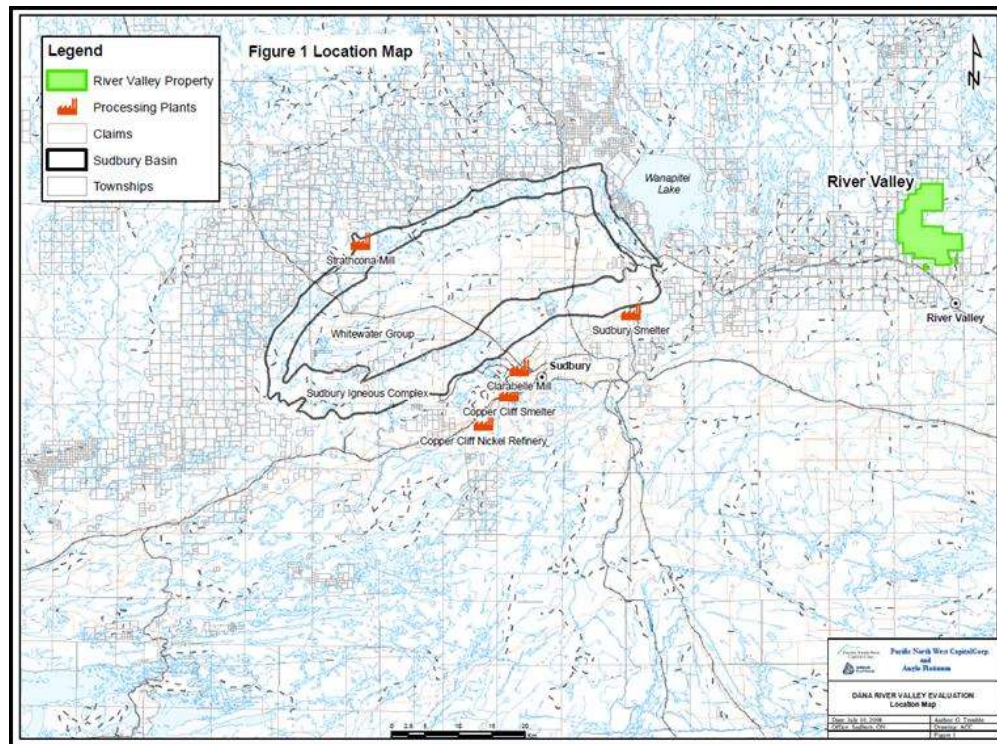 Legend
River Valley Property
Processing Plants
Claims
Sudbury Basin
Townships
Figure 1 Location Map
N
Wanapitei
Lake
River Valley
Strathcona Mill
River Valley
Sudbury Smelter
Whitewater Group
Sudbury
Clarabelle Mill
Sudbury Igneous Complex
Copper Cliff Smelter
Copper Cliff Nickel Refinery
Pacific North West Capital Corp.
and
Anglo Platinum
DANA RIVER VALLEY EVALUATION
Location Map
Figure 1
0 2.5 5 10 15 20
Km